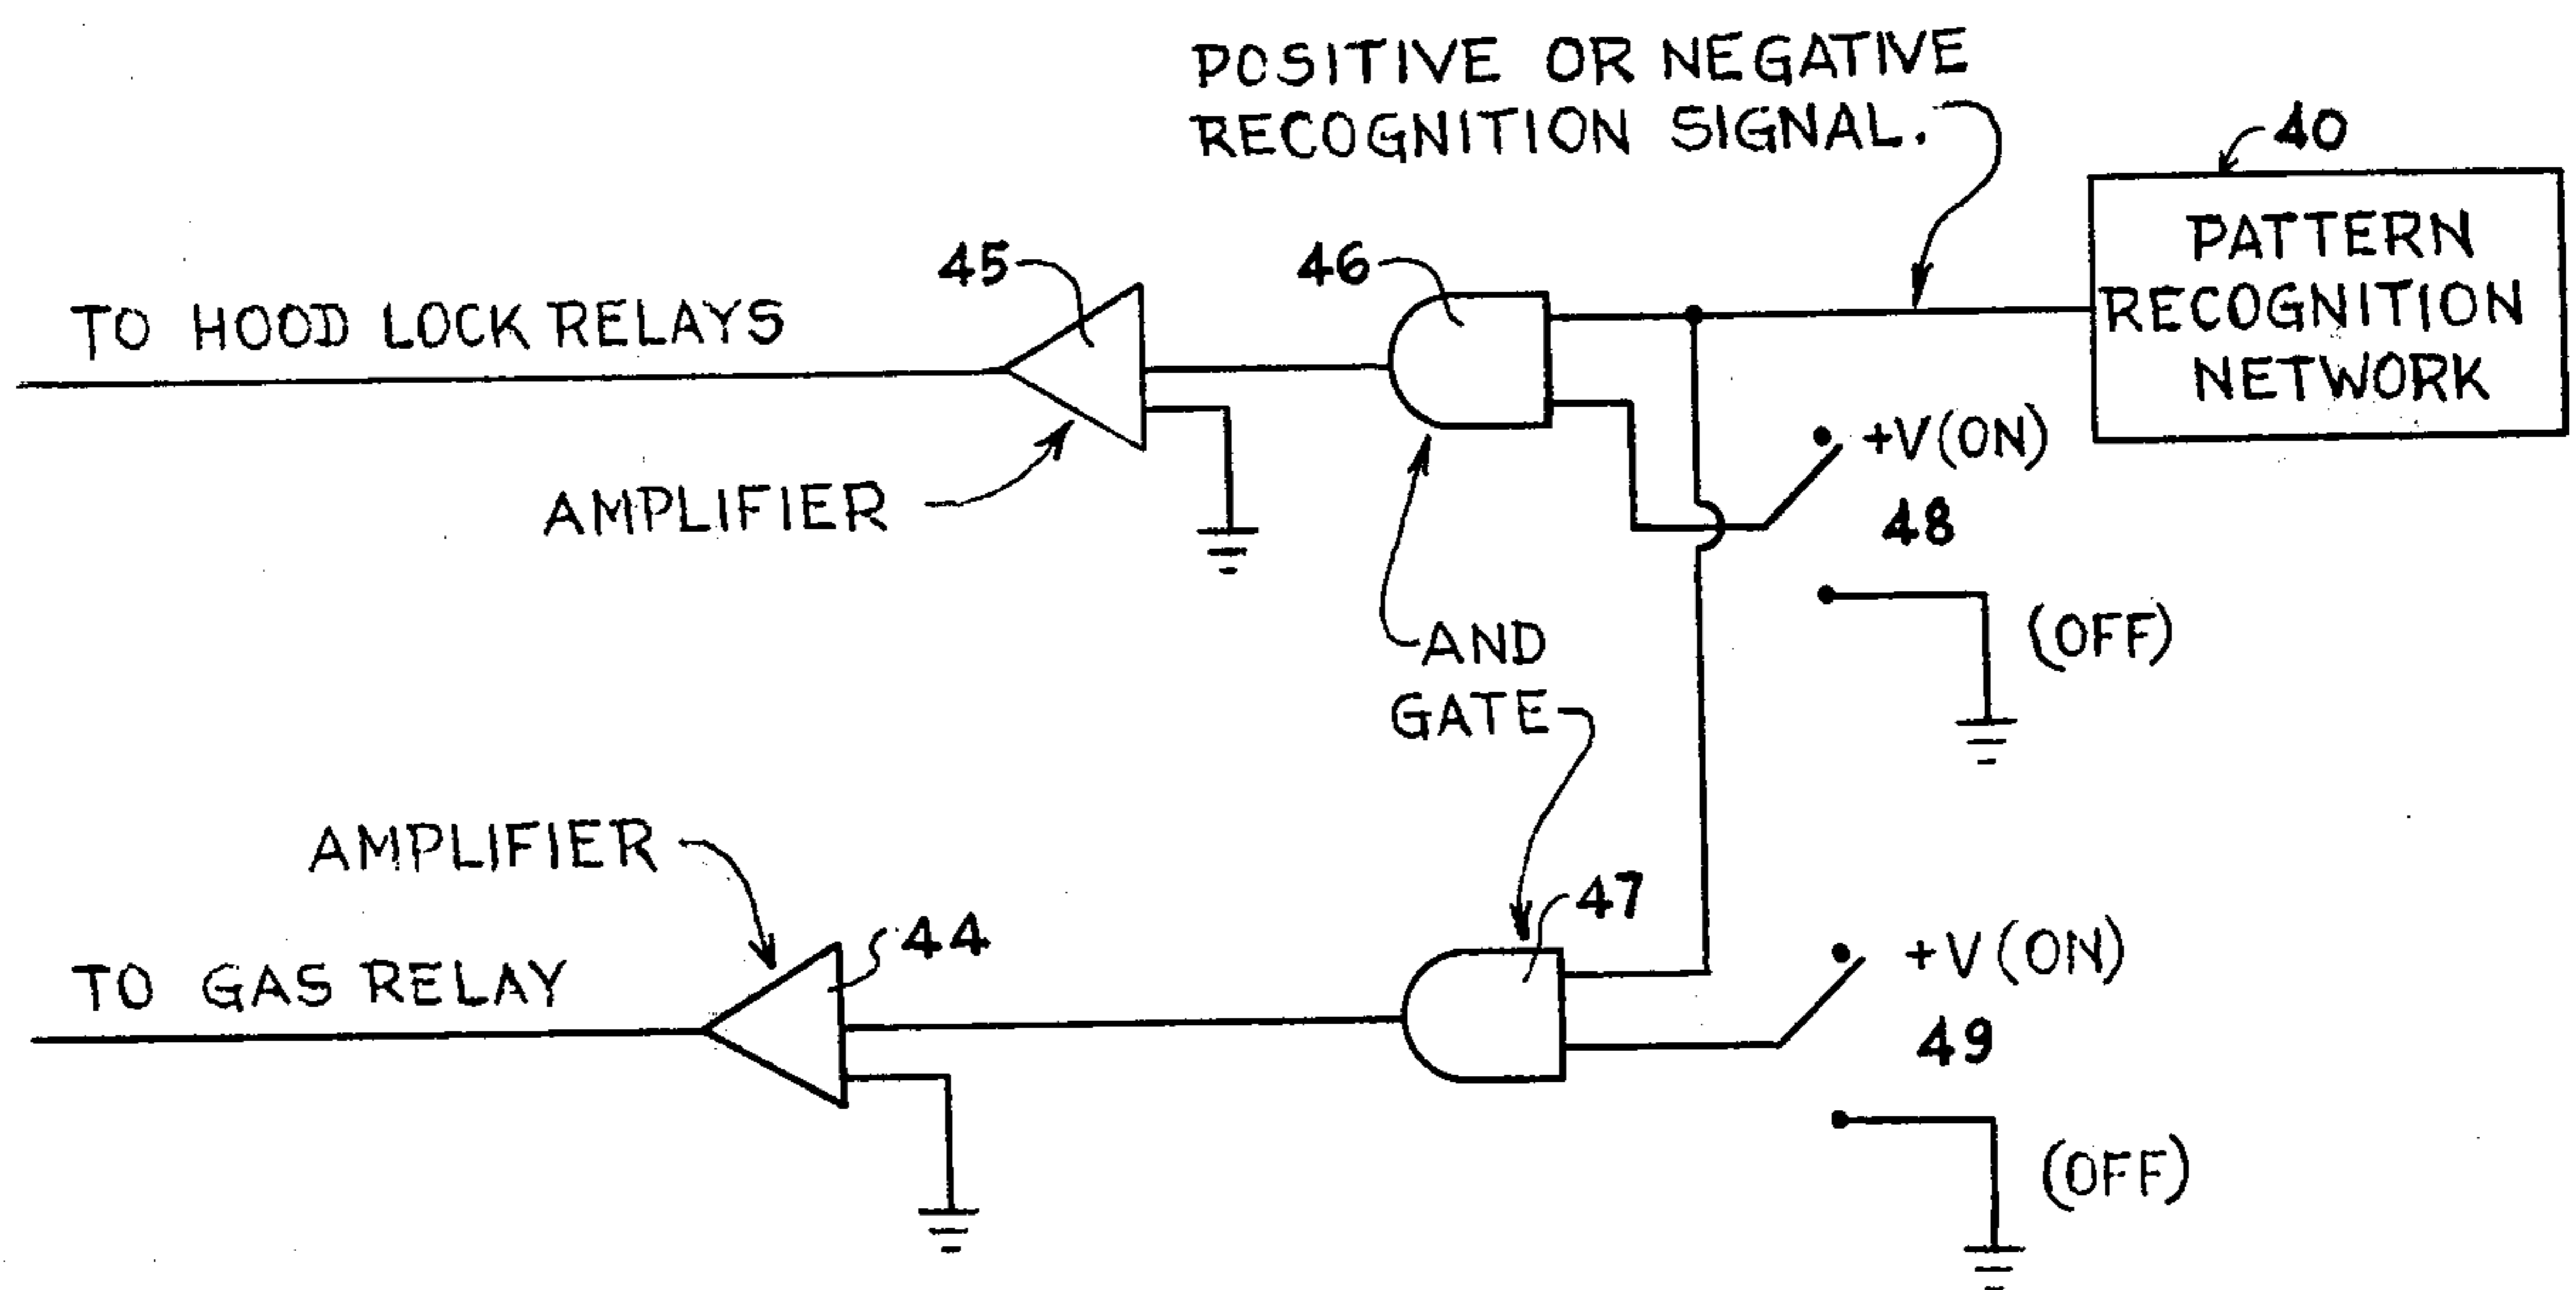 POSITIVE OR NEGATIVE
RECOGNITION SIGNAL.
40
PATTERN
RECOGNITION
NETWORK
45
46
TO HOOD LOCK RELAYS
+V(ON)
48
AMPLIFIER
(OFF)
AND
GATE
AMPLIFIER
47
44
TO GAS RELAY
+V(ON)
49
(OFF)